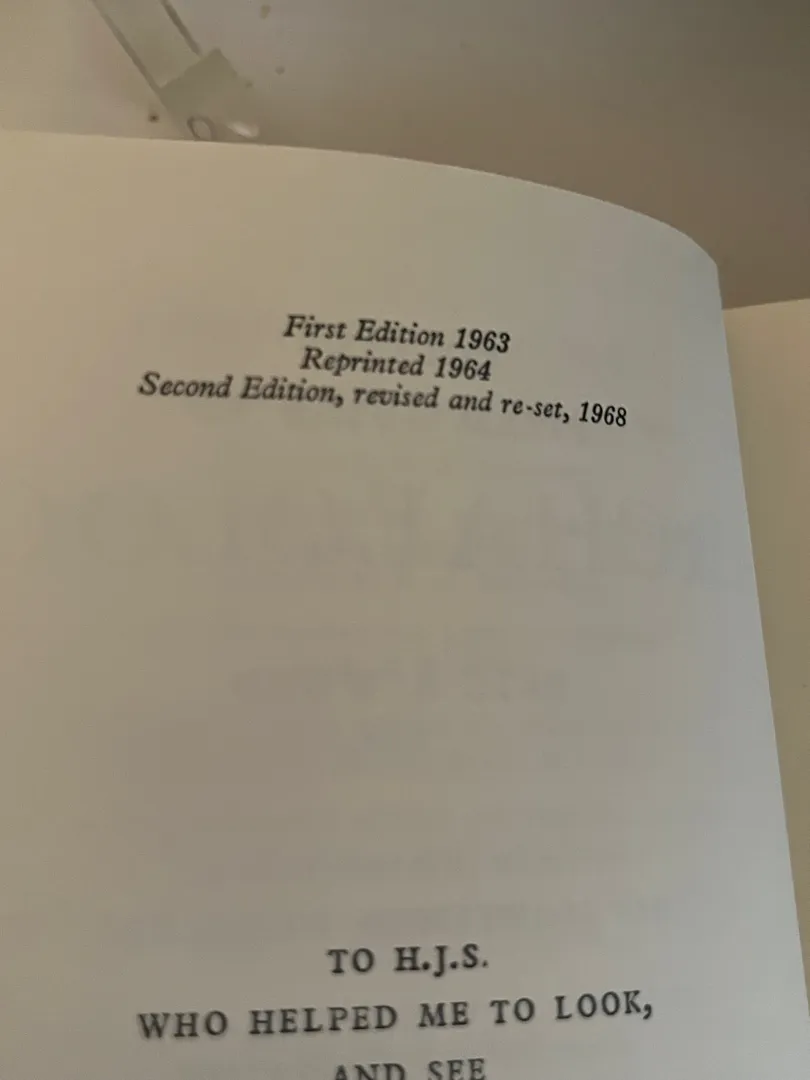 First Edition 1963
Reprinted 1964
Second Edition, revised and re-set, 1968
TO H.J.S.
WHO HELPED ME TO LOOK,
AND SEE